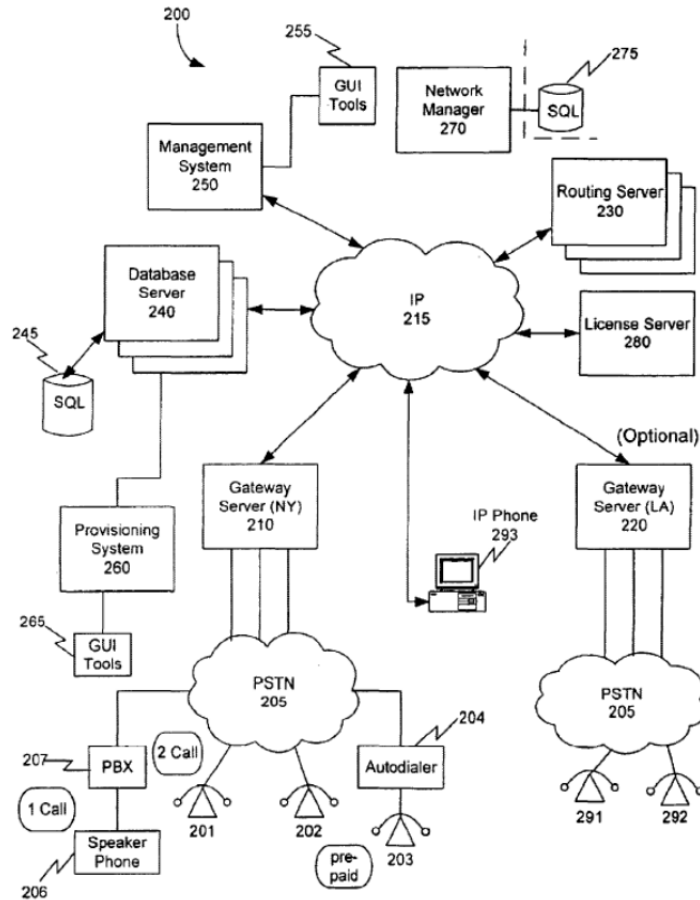 200
255
GUI
Tools
Network
Manager
270
275
SQL
Management
System
250
Routing Server
230
Database
Server
240
IP
215
License Server
280
245
SQL
(Optional)
Gateway
Server (NY)
210
Gateway
Server (LA)
220
Provisioning
System
260
IP Phone
293
265
GUI
Tools
PSTN
205
PSTN
205
204
207
PBX
2 Call
Autodialer
1 Call
201
202
203
291
292
Speaker
Phone
206
pre-
paid